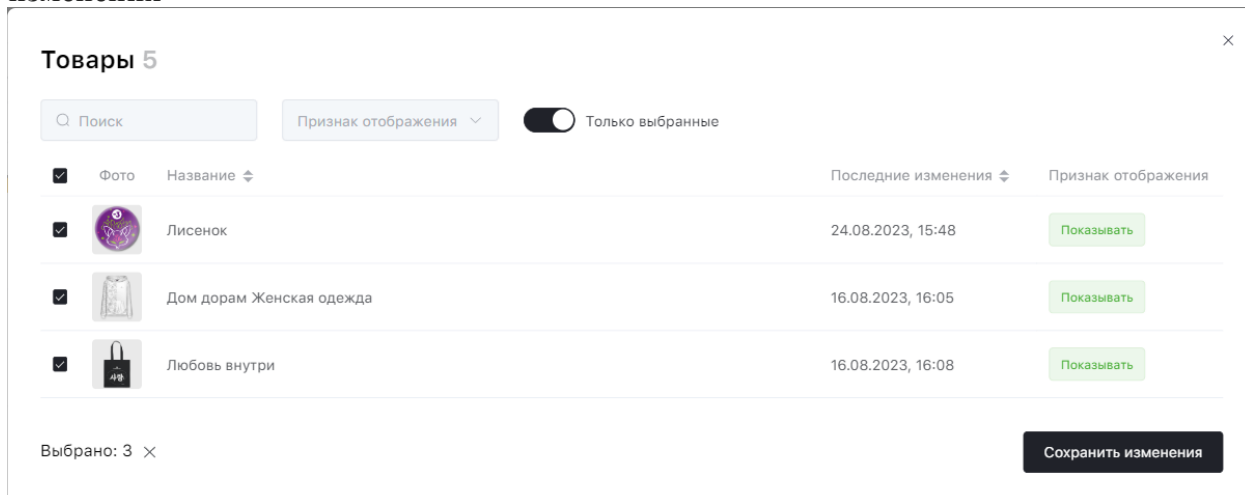 Товары 5
Поиск
Признак отображения
Только выбранные
Фото Название Последние изменения Признак отображения
Лисенок 24.08.2023, 15:48 Показывать
Дом дорам Женская одежда 16.08.2023, 16:05 Показывать
Любовь внутри 16.08.2023, 16:08 Показывать
Выбрано: 3
Сохранить изменения